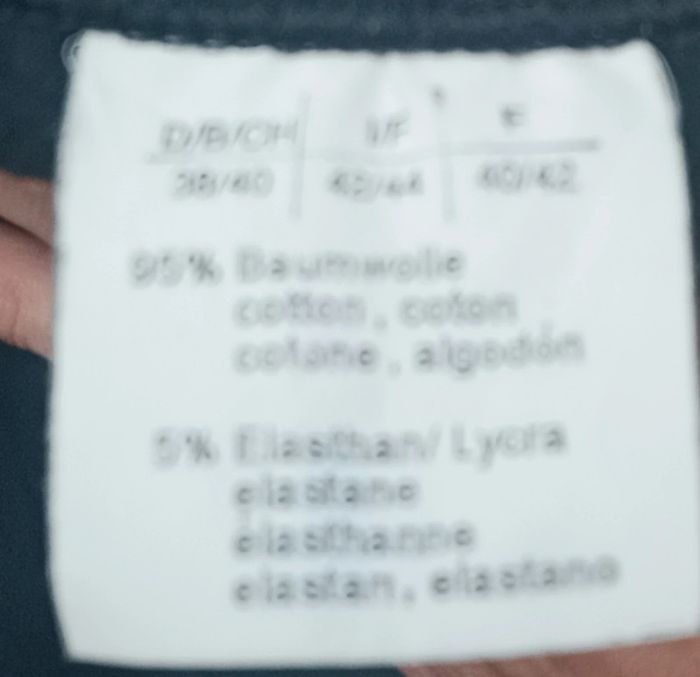 D/B/CH I/F E
38/40 42/44 40/42
95% Baumwolle
cotton, coton
cotone, algodón
5% Elasthan/Lycra
elastane
elasthanne
elastan, elastano